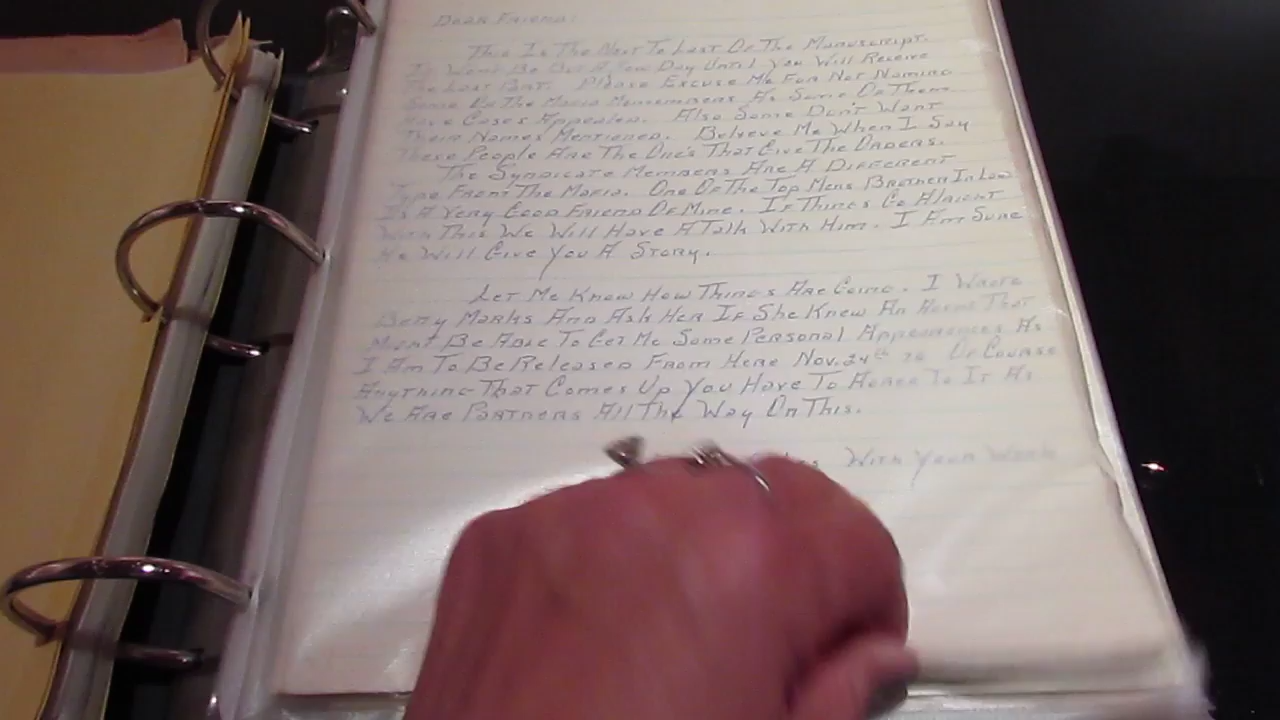 Dear Friend:
This Is The Next To Last Of The Manuscript.
It Wont Be But A Few Day Until You Will Receive
The Last Part. Please Excuse Me For Not Naming
Some Of The Mafia Memembers As Some Of Them
Have Cases Appealed. Also Some Don't Want
Their Names Mentioned. Believe Me When I Say
These People Are The One's That Give The Orders.
The Syndicate Members Are A Different
Type From The Mafia. One Of The Top Mens Brother In Law
Is A Very Good Friend Of Mine. If Things Go Alright
With This We Will Have A Talk With Him. I Am Sure
He Will Give You A Story.
Let Me Know How Things Are Going. I Wrote
Betty Marks And Ask Her If She Knew An Agent That
Might Be Able To Get Me Some Personal Appearances As
I Am To Be Released From Here Nov. 24th Of Course
Anything That Comes Up You Have To Agree To It As
We Are Partners All The Way On This.
With Your Work